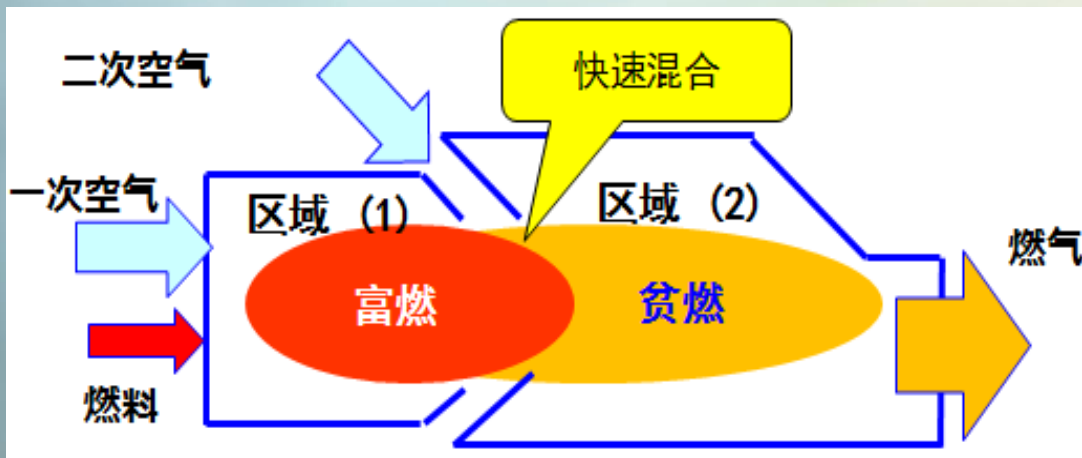 二次空气
快速混合
一次空气
区域 (1)
区域 (2)
燃气
富燃
贫燃
燃料